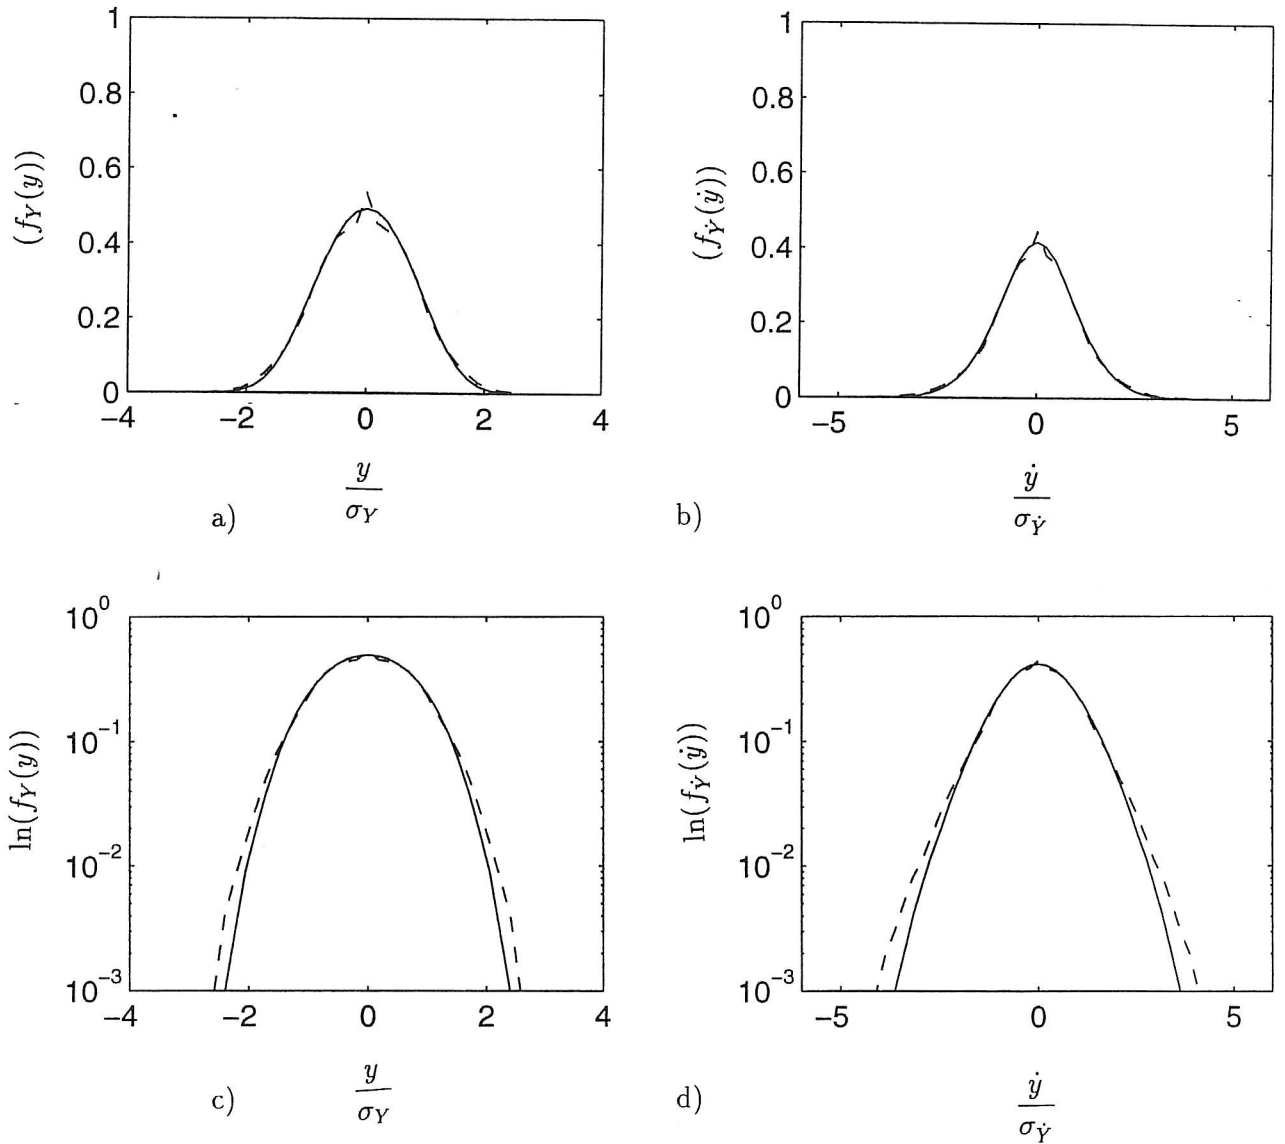 1
0.8
0.6
0.4
0.2
0
(f_Y(y))
−4 −2 0 2 4
y
σ_Y
a)
1
0.8
0.6
0.4
0.2
0
(f_Ẏ(ẏ))
−5 0 5
ẏ
σ_Ẏ
b)
10^0
10^−1
10^−2
10^−3
ln(f_Y(y))
−4 −2 0 2 4
y
σ_Y
c)
10^0
10^−1
10^−2
10^−3
ln(f_Ẏ(ẏ))
−5 0 5
ẏ
σ_Ẏ
d)